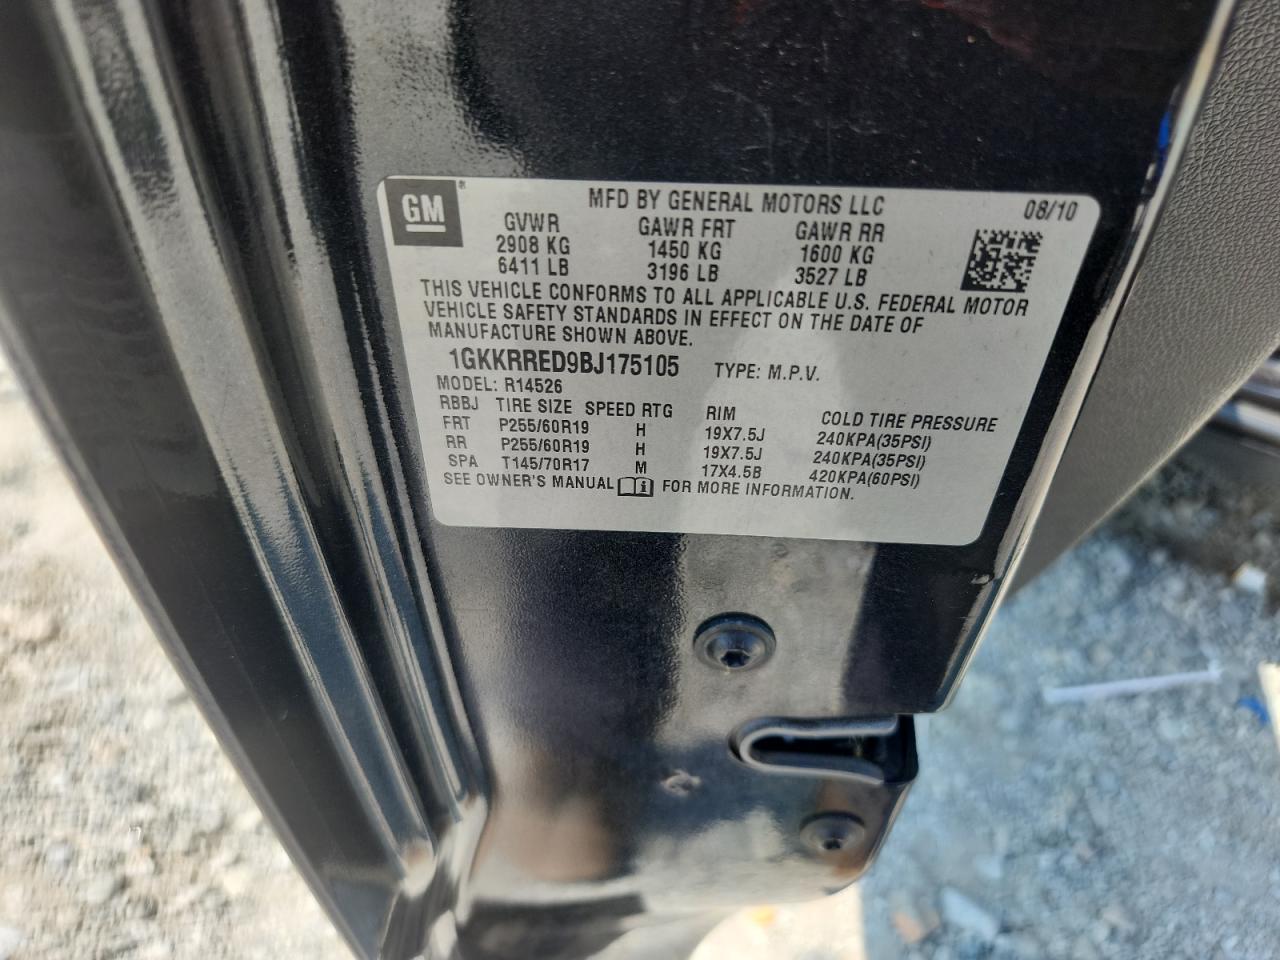 GM ® MFD BY GENERAL MOTORS LLC 08/10
GVWR GAWR FRT GAWR RR
2908 KG 1450 KG 1600 KG
6411 LB 3196 LB 3527 LB
THIS VEHICLE CONFORMS TO ALL APPLICABLE U.S. FEDERAL MOTOR
VEHICLE SAFETY STANDARDS IN EFFECT ON THE DATE OF
MANUFACTURE SHOWN ABOVE.
1GKKRRED9BJ175105 TYPE: M.P.V.
MODEL: R14526
RBBJ TIRE SIZE SPEED RTG RIM COLD TIRE PRESSURE
FRT P255/60R19 H 19X7.5J 240KPA(35PSI)
RR P255/60R19 H 19X7.5J 240KPA(35PSI)
SPA T145/70R17 M 17X4.5B 420KPA(60PSI)
SEE OWNER'S MANUAL i FOR MORE INFORMATION.